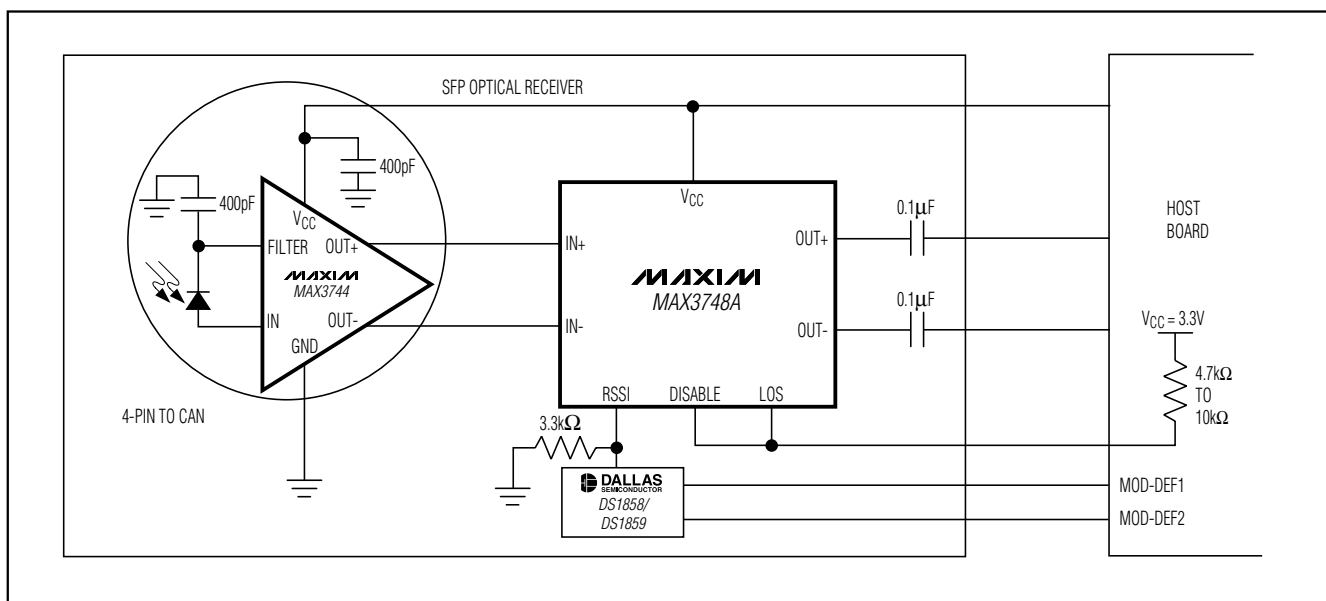 SFP OPTICAL RECEIVER
400pF
400pF
VCC
FILTER
OUT+
MAXIM
MAX3744
IN
OUT-
GND
4-PIN TO CAN
VCC
IN+
OUT+
MAXIM
MAX3748A
IN-
OUT-
RSSI
DISABLE
LOS
0.1μF
0.1μF
3.3kΩ
DALLAS
SEMICONDUCTOR
DS1858/
DS1859
HOST
BOARD
VCC = 3.3V
4.7kΩ
TO
10kΩ
MOD-DEF1
MOD-DEF2